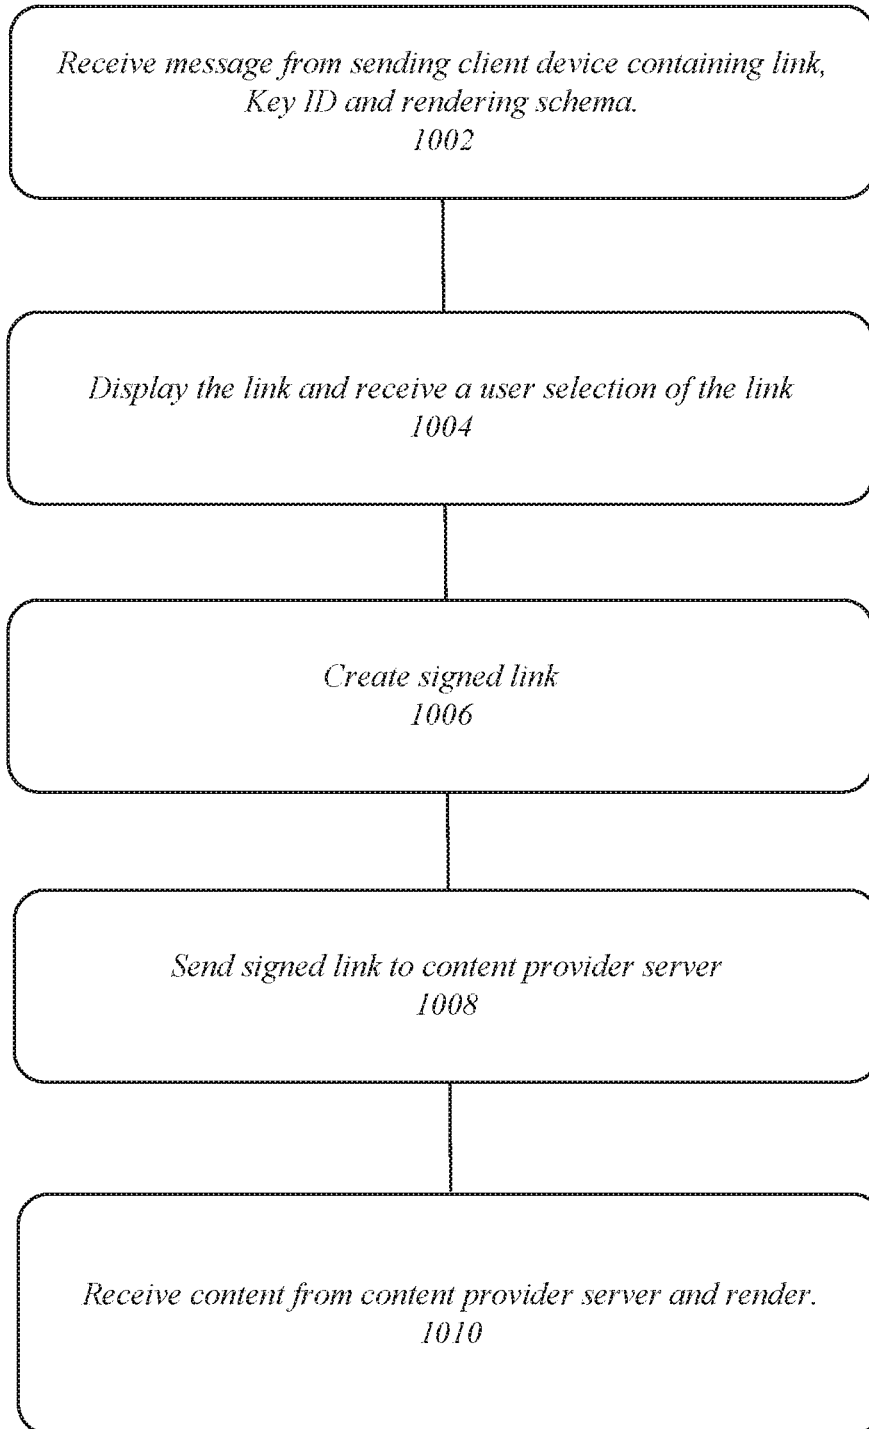 Receive message from sending client device containing link,
Key ID and rendering schema.
1002
Display the link and receive a user selection of the link
1004
Create signed link
1006
Send signed link to content provider server
1008
Receive content from content provider server and render.
1010